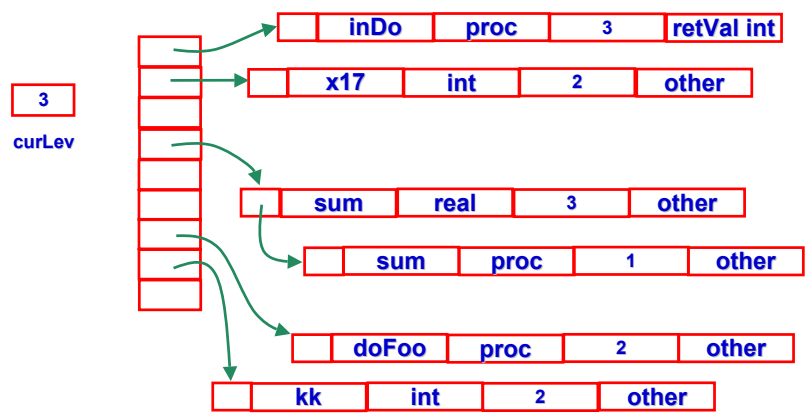 inDo proc 3 retVal int
x17 int 2 other
3
curLev
sum real 3 other
sum proc 1 other
doFoo proc 2 other
kk int 2 other